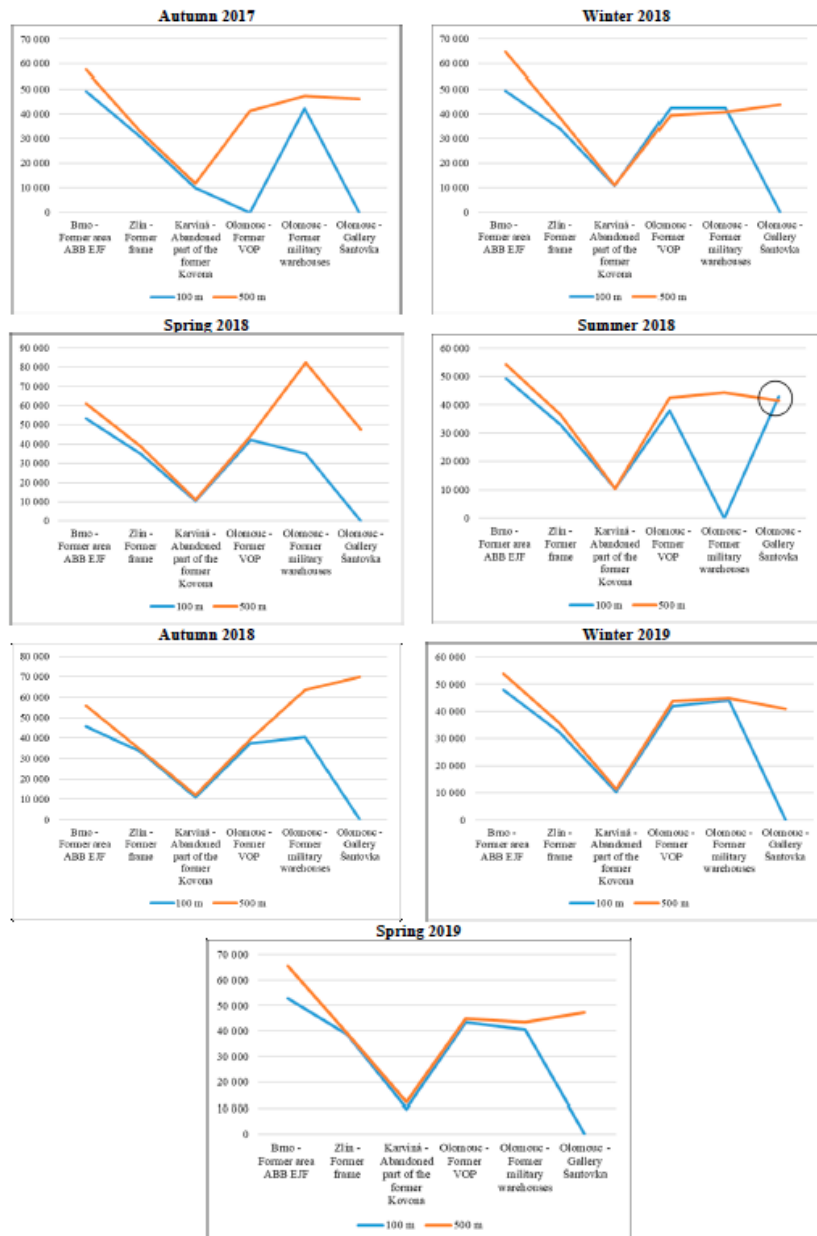 Autumn 2017
70 000
60 000
50 000
40 000
30 000
20 000
10 000
0
Brno -
Former area
ABB EJF
Zlín -
Former
frame
Karviná -
Abandoned
part of the
former
Kovona
Olomouc -
Former
VOP
Olomouc -
Former
military
warehouses
Olomouc -
Gallery
Šantovka
100 m
500 m
Winter 2018
70 000
60 000
50 000
40 000
30 000
20 000
10 000
0
Brno -
Former area
ABB EJF
Zlín -
Former
frame
Karviná -
Abandoned
part of the
former
Kovona
Olomouc -
Former
VOP
Olomouc -
Former
military
warehouses
Olomouc -
Gallery
Šantovka
100 m
500 m
Spring 2018
90 000
80 000
70 000
60 000
50 000
40 000
30 000
20 000
10 000
0
Brno -
Former area
ABB EJF
Zlín -
Former
frame
Karviná -
Abandoned
part of the
former
Kovona
Olomouc -
Former
VOP
Olomouc -
Former
military
warehouses
Olomouc -
Gallery
Šantovka
100 m
500 m
Summer 2018
60 000
50 000
40 000
30 000
20 000
10 000
0
Brno -
Former area
ABB EJF
Zlín -
Former
frame
Karviná -
Abandoned
part of the
former
Kovona
Olomouc -
Former
VOP
Olomouc -
Former
military
warehouses
Olomouc -
Gallery
Šantovka
100 m
500 m
Autumn 2018
80 000
70 000
60 000
50 000
40 000
30 000
20 000
10 000
0
Brno -
Former area
ABB EJF
Zlín -
Former
frame
Karviná -
Abandoned
part of the
former
Kovona
Olomouc -
Former
VOP
Olomouc -
Former
military
warehouses
Olomouc -
Gallery
Šantovka
100 m
500 m
Winter 2019
60 000
50 000
40 000
30 000
20 000
10 000
0
Brno -
Former area
ABB EJF
Zlín -
Former
frame
Karviná -
Abandoned
part of the
former
Kovona
Olomouc -
Former
VOP
Olomouc -
Former
military
warehouses
Olomouc -
Gallery
Šantovka
100 m
500 m
Spring 2019
70 000
60 000
50 000
40 000
30 000
20 000
10 000
0
Brno -
Former area
ABB EJF
Zlín -
Former
frame
Karviná -
Abandoned
part of the
former
Kovona
Olomouc -
Former
VOP
Olomouc -
Former
military
warehouses
Olomouc -
Gallery
Šantovka
100 m
500 m